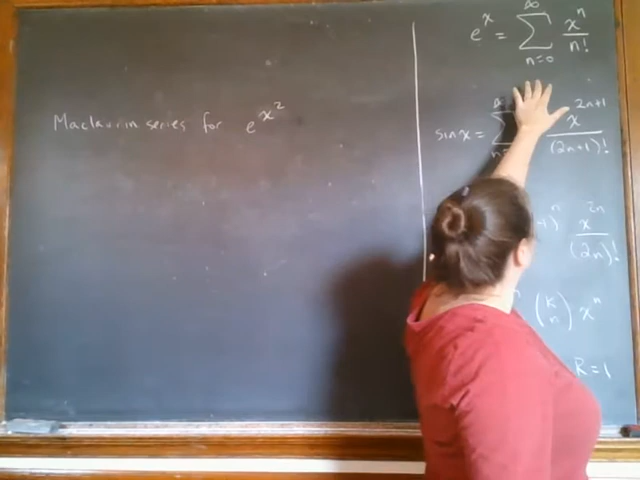 e^x = ∞∑n=0 x^n/n!
Maclaurin series for e^x^2
sin x = x^2n+1/(2n+1)!
x^2n/(2n)!
(k n) x^n
R = 1